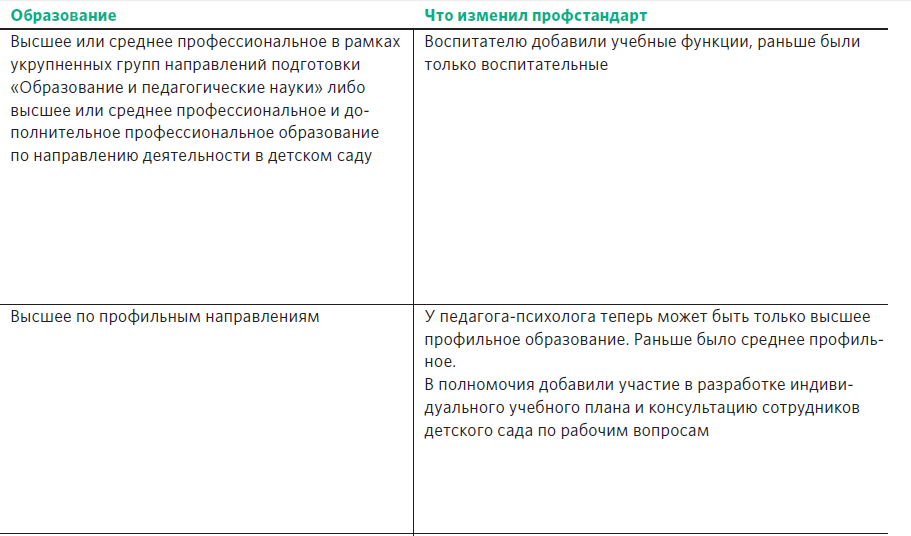 Образование
Что изменил профстандарт
Высшее или среднее профессиональное в рамках
укрупненных групп направлений подготовки
«Образование и педагогические науки» либо
высшее или среднее профессиональное и до-
полнительное профессиональное образование
по направлению деятельности в детском саду
Воспитателю добавили учебные функции, раньше были
только воспитательные
Высшее по профильным направлениям
У педагога-психолога теперь может быть только высшее
профильное образование. Раньше было среднее профиль-
ное.
В полномочия добавили участие в разработке индиви-
дуального учебного плана и консультацию сотрудников
детского сада по рабочим вопросам